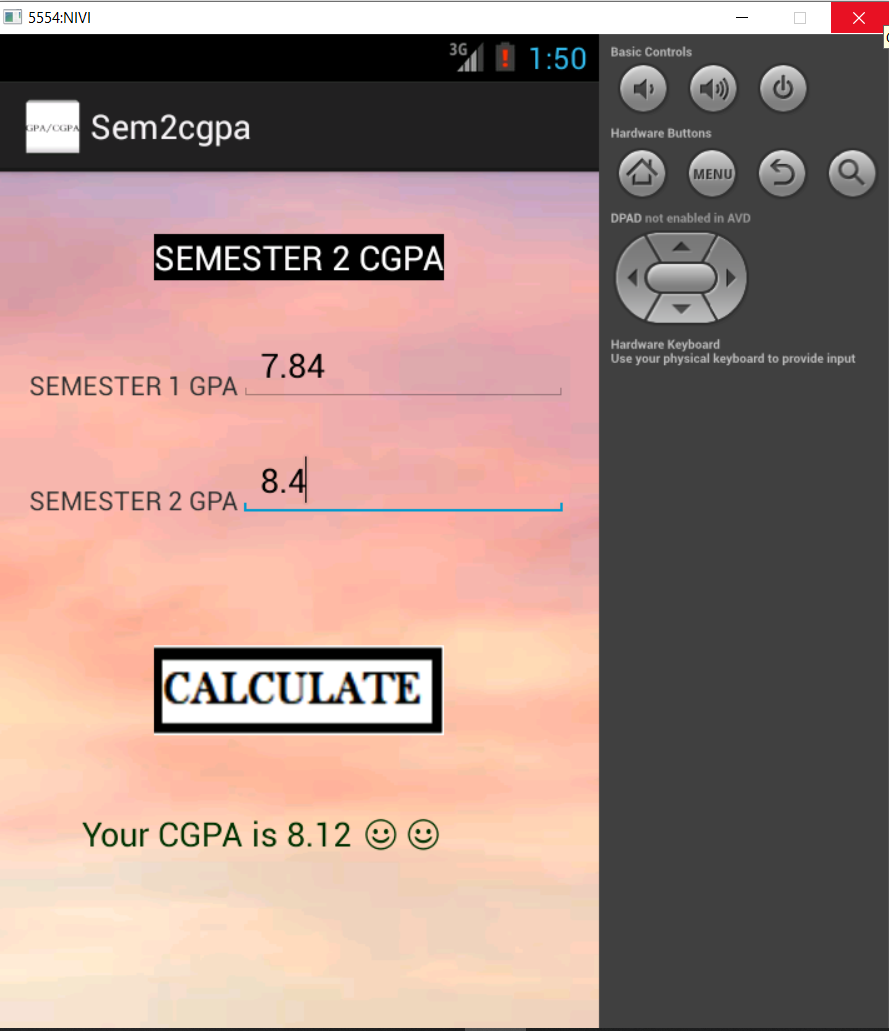 5554:NIVI
3G 1:50
GPA/CGPA Sem2cgpa
SEMESTER 2 CGPA
SEMESTER 1 GPA 7.84
SEMESTER 2 GPA 8.4
CALCULATE
Your CGPA is 8.12 ☺ ☺
Basic Controls
Hardware Buttons
MENU
DPAD not enabled in AVD
Hardware Keyboard
Use your physical keyboard to provide input